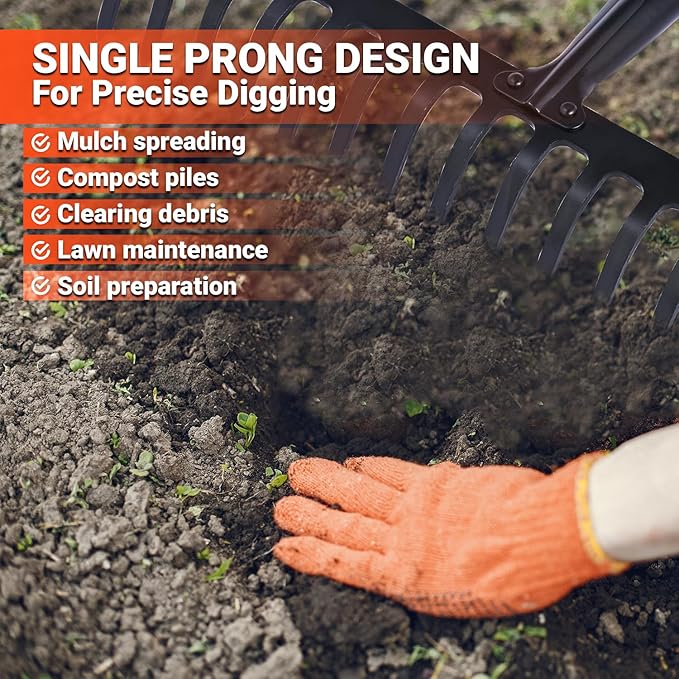 SINGLE PRONG DESIGN
For Precise Digging
Mulch spreading
Compost piles
Clearing debris
Lawn maintenance
Soil preparation